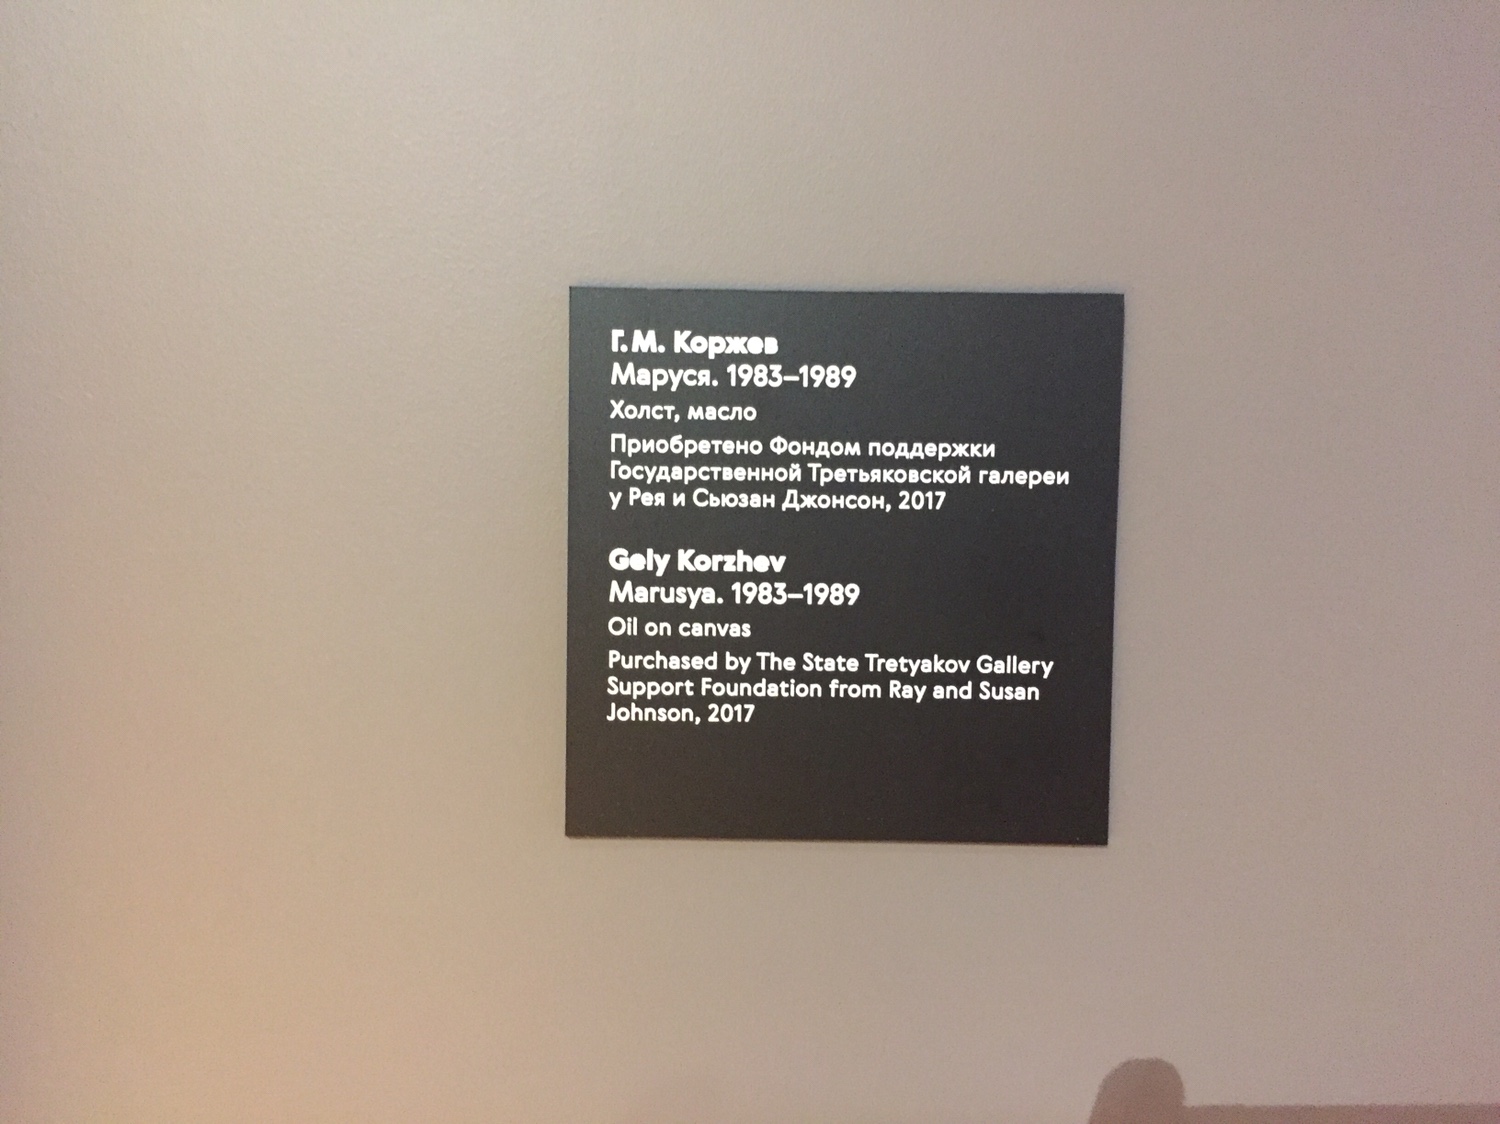 Г. М. Коржев
Маруся. 1983–1989
Холст, масло
Приобретено Фондом поддержки
Государственной Третьяковской галереи
у Рея и Сьюзан Джонсон, 2017
Gely Korzhev
Marusya. 1983–1989
Oil on canvas
Purchased by The State Tretyakov Gallery
Support Foundation from Ray and Susan
Johnson, 2017